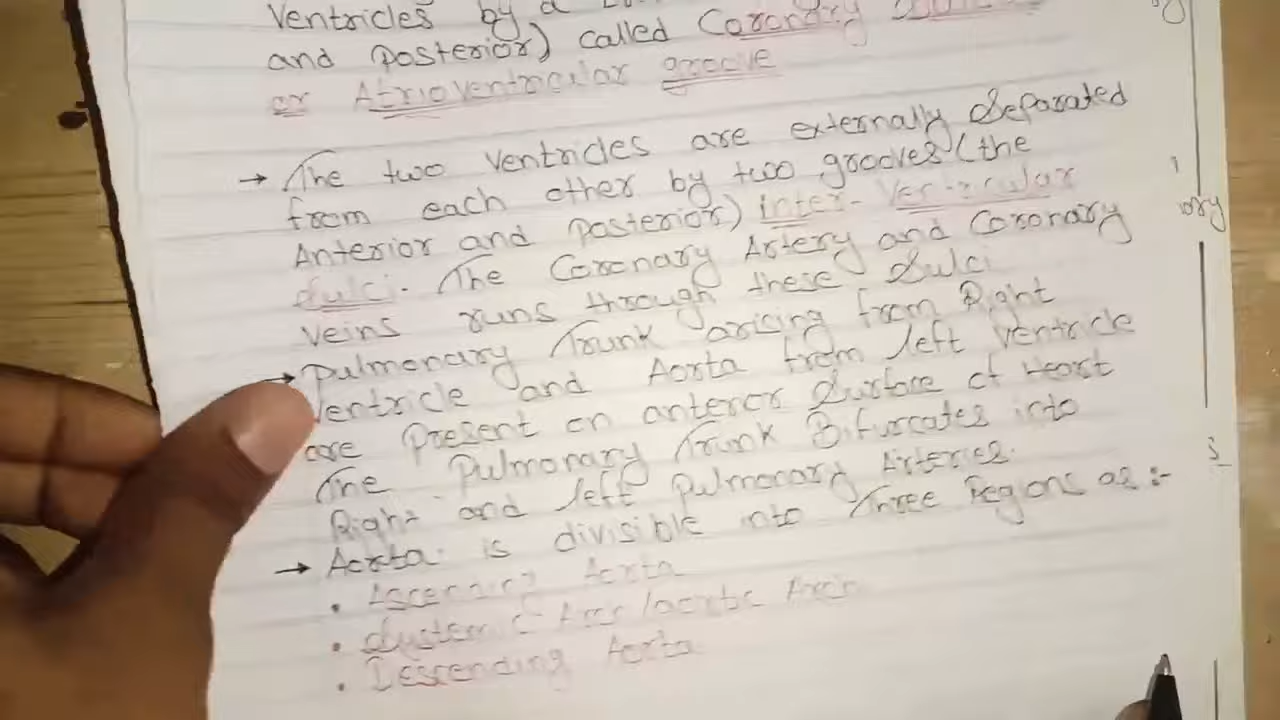 Ventricles by a
and Posterior) called Coronary
or Atrioventricular groove
→ The two ventricles are externally Separated
from each other by two grooves (the
Anterior and Posterior) inter-Ventricular
Sulci. The Coronary Artery and Coronary
veins runs through these Sulci
→ Pulmonary Trunk arising from Right
Ventricle and Aorta from left ventricle
are Present on anterior Surface of Heart
The Pulmonary Trunk Bifurcates into
Right and left Pulmonary Arteries.
→ Aorta is divisible into Three Regions as :-
• Ascending Aorta
• Arch
• Descending Aorta